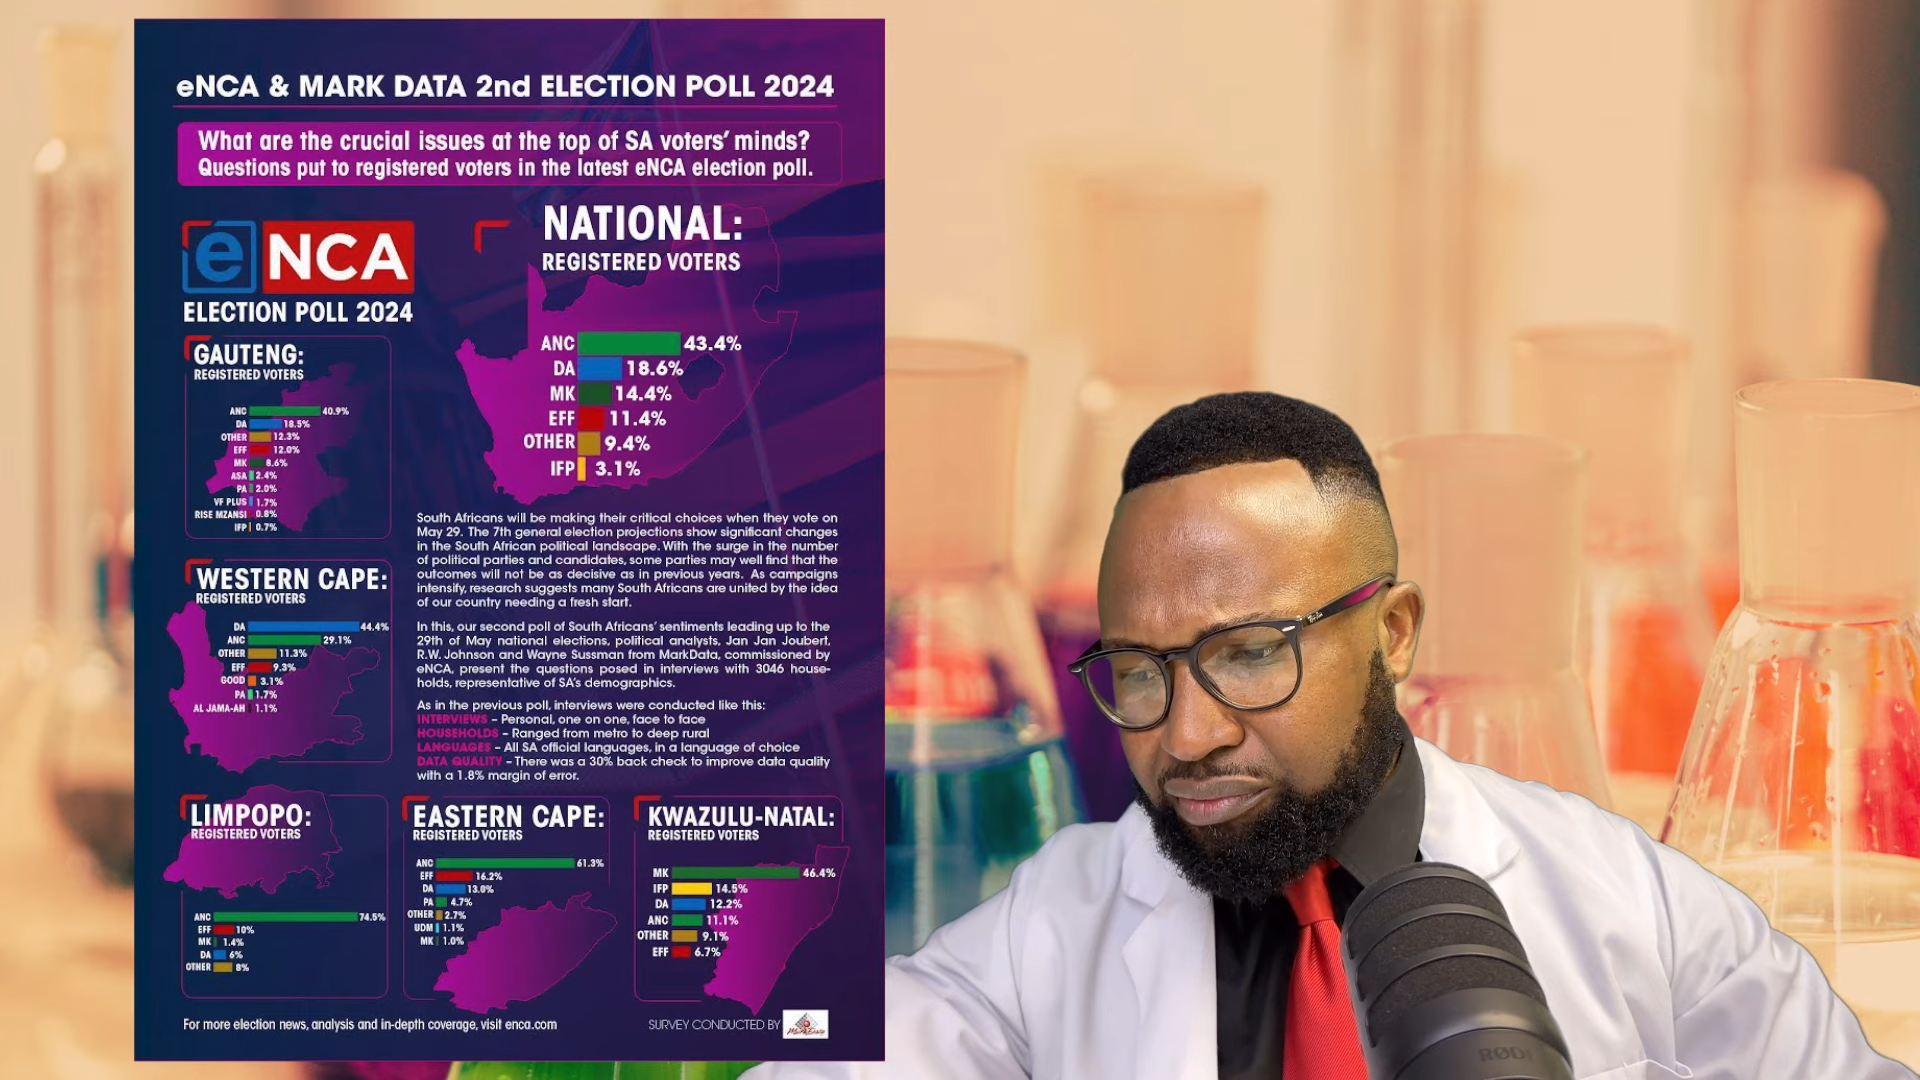 eNCA & MARK DATA 2nd ELECTION POLL 2024
What are the crucial issues at the top of SA voters' minds?
Questions put to registered voters in the latest eNCA election poll.
eNCA
ELECTION POLL 2024
NATIONAL:
REGISTERED VOTERS
ANC 43.4%
DA 18.6%
MK 14.4%
EFF 11.4%
OTHER 9.4%
IFP 3.1%
GAUTENG:
REGISTERED VOTERS
ANC 40.9%
DA 18.5%
OTHER 12.3%
EFF 12.0%
MK 8.6%
ASA 2.4%
PA 2.0%
VF PLUS 1.7%
RISE MZANSI 0.8%
IFP 0.7%
South Africans will be making their critical choices when they vote on
May 29. The 7th general election projections show significant changes
in the South African political landscape. With the surge in the number
of political parties and candidates, some parties may well find that the
outcomes will not be as decisive as in previous years. As campaigns
intensify, research suggests many South Africans are united by the idea
of our country needing a fresh start.
In this, our second poll of South Africans' sentiments leading up to the
29th of May national elections, political analysts, Jan Jan Joubert,
R.W. Johnson and Wayne Sussman from MarkData, commissioned by
eNCA, present the questions posed in interviews with 3046 house-
holds, representative of SA's demographics.
As in the previous poll, interviews were conducted like this:
INTERVIEWS – Personal, one on one, face to face
HOUSEHOLDS – Ranged from metro to deep rural
LANGUAGES – All SA official languages, in a language of choice
DATA QUALITY – There was a 30% back check to improve data quality
with a 1.8% margin of error.
WESTERN CAPE:
REGISTERED VOTERS
DA 44.4%
ANC 29.1%
OTHER 11.3%
EFF 9.3%
GOOD 3.1%
PA 1.7%
AL JAMA-AH 1.1%
LIMPOPO:
REGISTERED VOTERS
ANC 74.5%
EFF 10%
MK 1.4%
DA 6%
OTHER 8%
EASTERN CAPE:
REGISTERED VOTERS
ANC 61.3%
EFF 16.2%
DA 13.0%
PA 4.7%
OTHER 2.7%
UDM 1.1%
MK 1.0%
KWAZULU-NATAL:
REGISTERED VOTERS
MK 46.4%
IFP 14.5%
DA 12.2%
ANC 11.1%
OTHER 9.1%
EFF 6.7%
For more election news, analysis and in-depth coverage, visit enca.com
SURVEY CONDUCTED BY
Ray-Ban
RØD